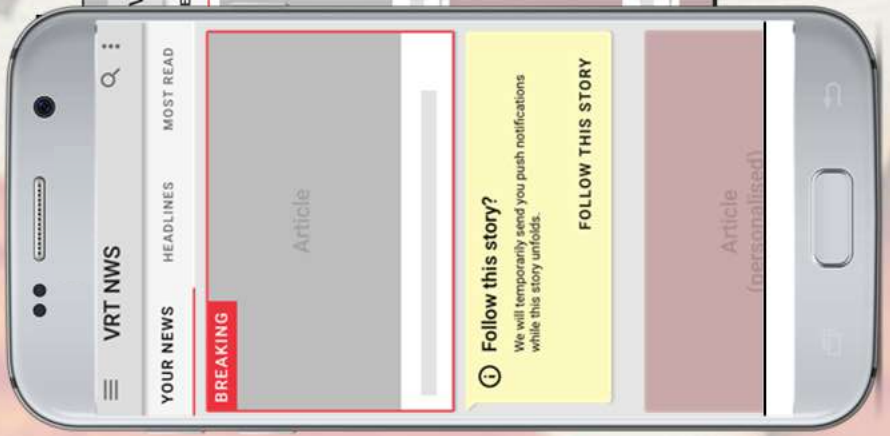 VRT NWS
YOUR NEWS
HEADLINES
MOST READ
BREAKING
Article
Follow this story?
We will temporarily send you push notifications
while this story unfolds.
FOLLOW THIS STORY
Article
(personalised)